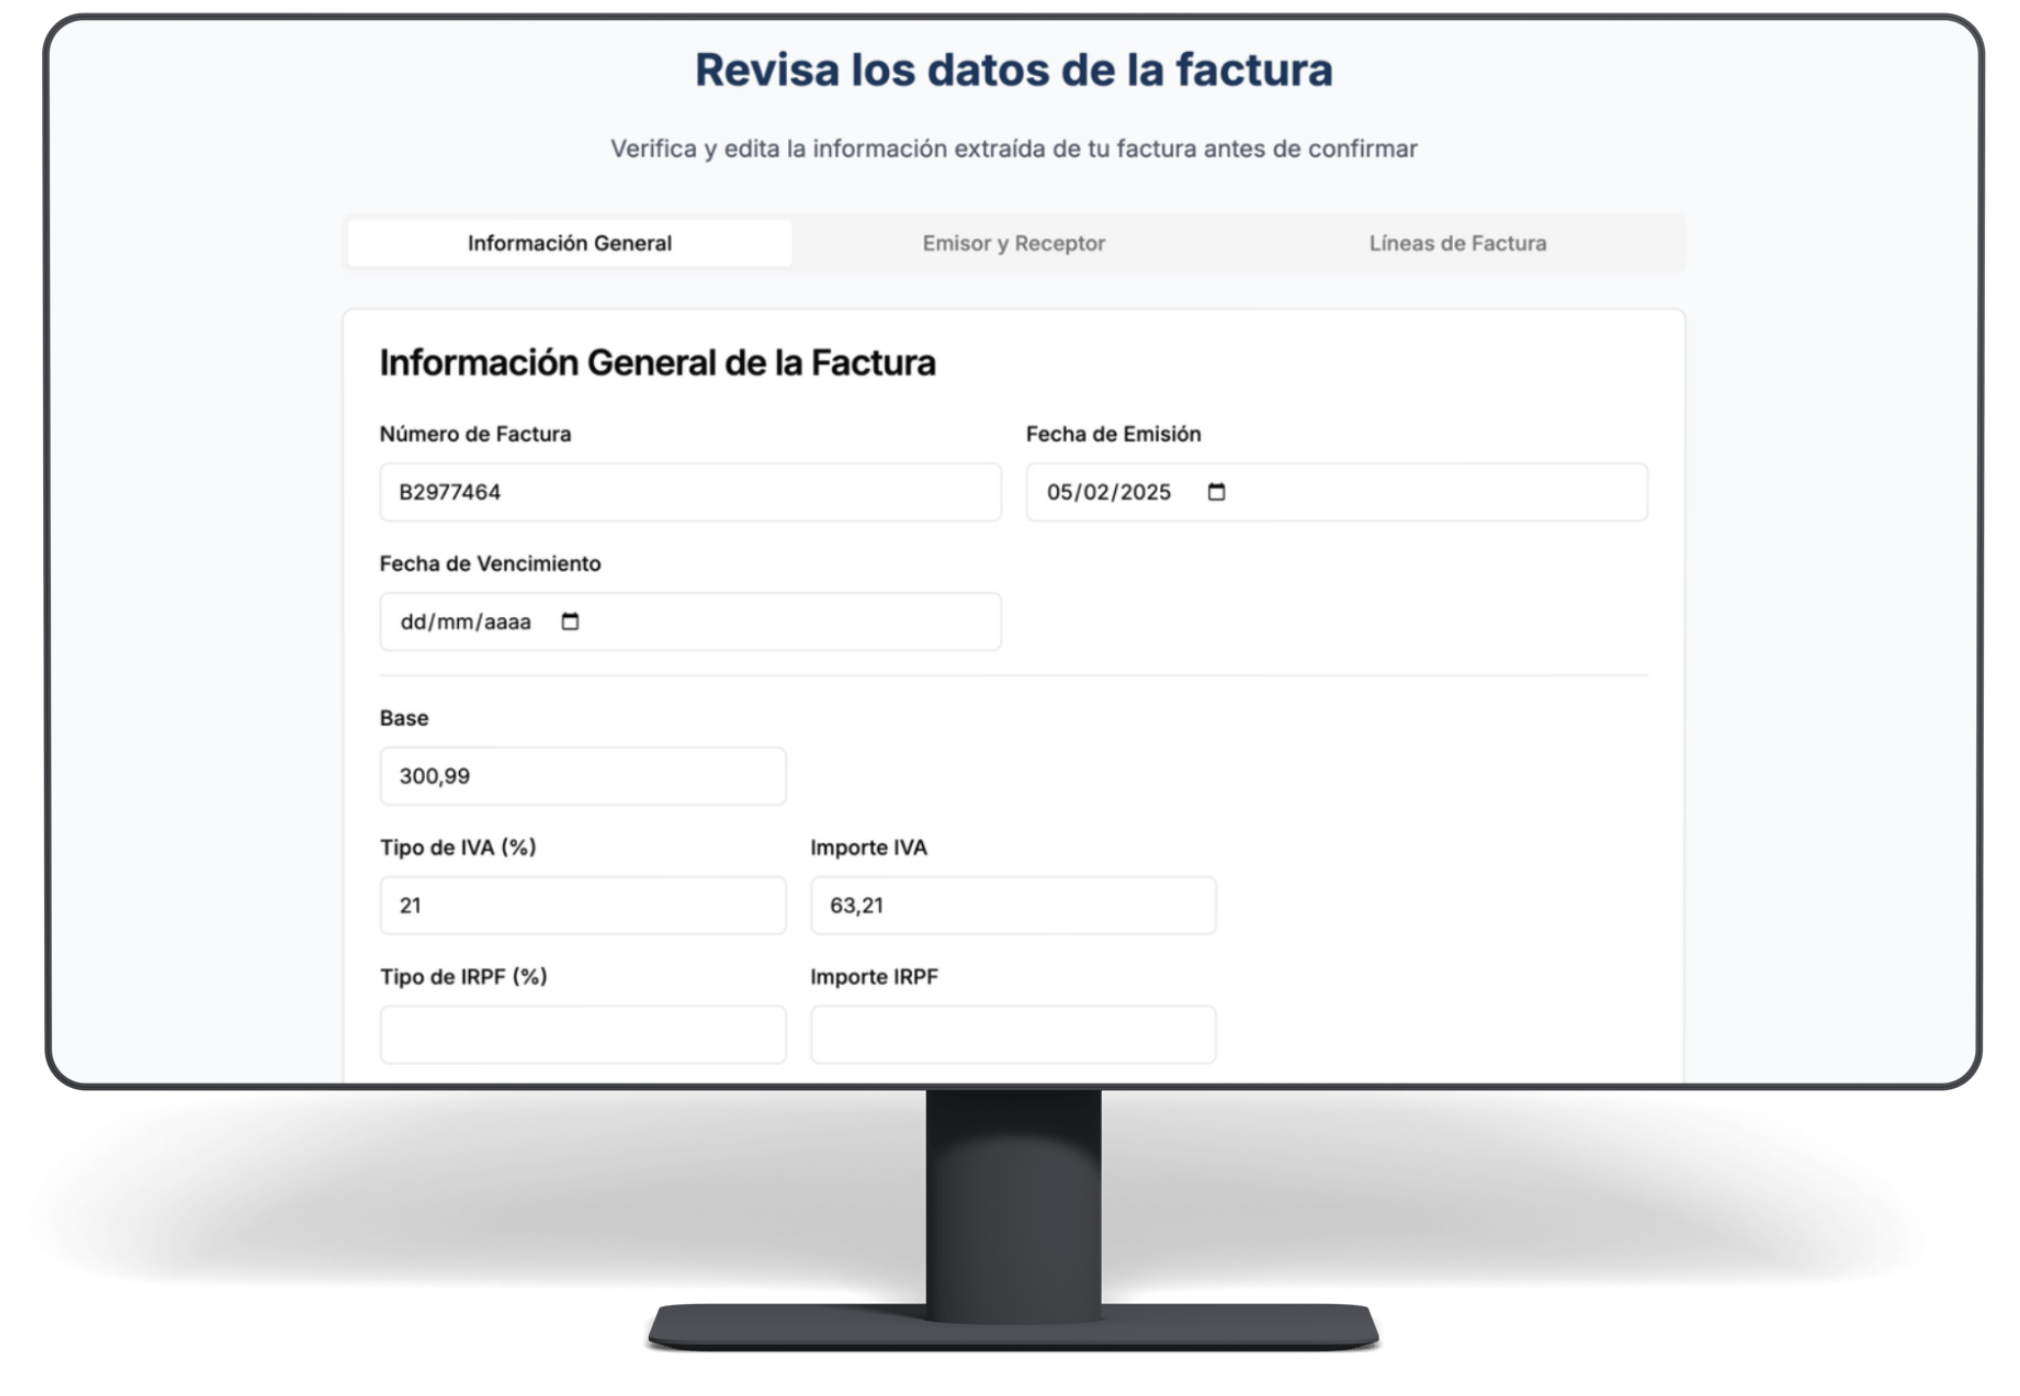 Revisa los datos de la factura
Verifica y edita la información extraída de tu factura antes de confirmar
Información General
Emisor y Receptor
Líneas de Factura
Información General de la Factura
Número de Factura
Fecha de Emisión
B2977464
05/02/2025
Fecha de Vencimiento
dd/mm/aaaa
Base
300,99
Tipo de IVA (%)
Importe IVA
21
63,21
Tipo de IRPF (%)
Importe IRPF